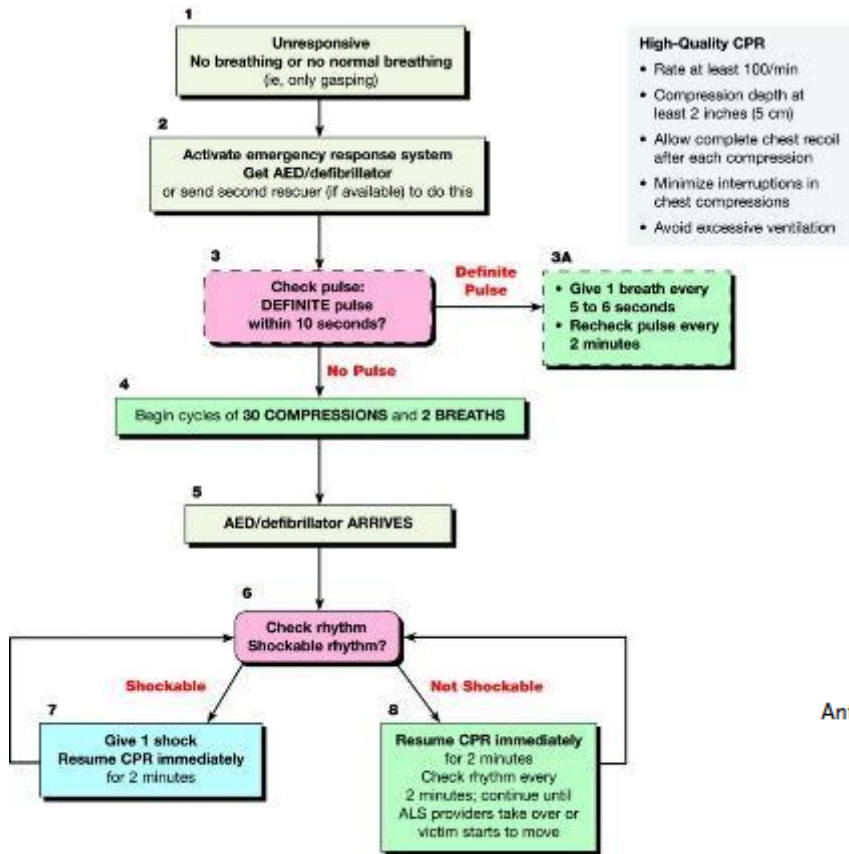 1
Unresponsive
No breathing or no normal breathing
(ie, only gasping)
High-Quality CPR
• Rate at least 100/min
• Compression depth at
least 2 inches (5 cm)
• Allow complete chest recoil
after each compression
• Minimize interruptions in
chest compressions
• Avoid excessive ventilation
2
Activate emergency response system
Get AED/defibrillator
or send second rescuer (if available) to do this
3
Check pulse:
DEFINITE pulse
within 10 seconds?
Definite
Pulse
3A
• Give 1 breath every
5 to 6 seconds
• Recheck pulse every
2 minutes
No Pulse
4
Begin cycles of 30 COMPRESSIONS and 2 BREATHS
5
AED/defibrillator ARRIVES
6
Check rhythm
Shockable rhythm?
Shockable
Not Shockable
7
Give 1 shock
Resume CPR immediately
for 2 minutes
8
Resume CPR immediately
for 2 minutes
Check rhythm every
2 minutes; continue until
ALS providers take over or
victim starts to move